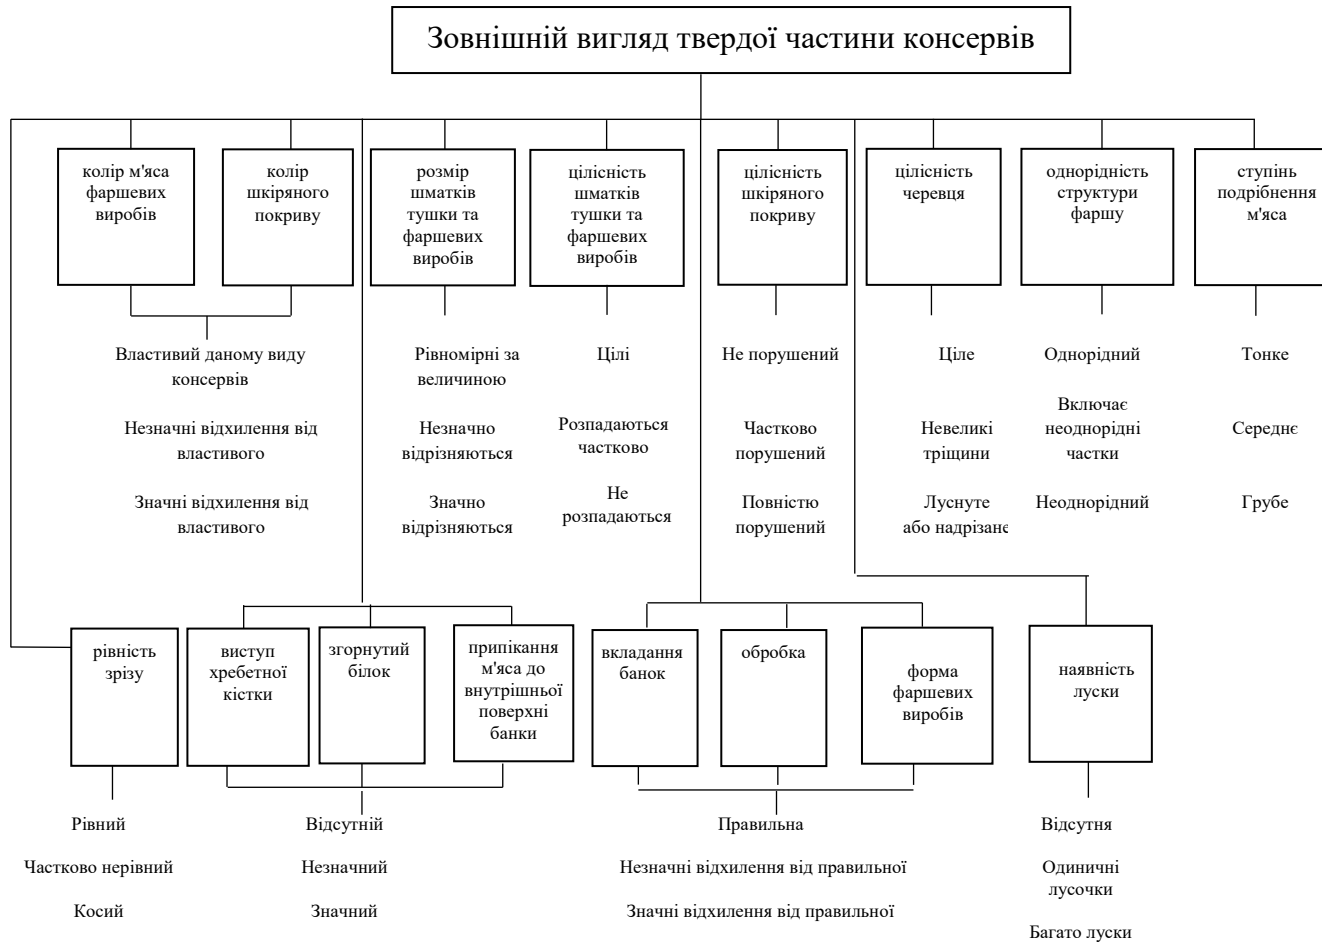 Зовнішній вигляд твердої частини консервів
колір м'яса
фаршевих
виробів
колір
шкіряного
покриву
розмір
шматків
тушки та
фаршевих
виробів
цілісність
шматків
тушки та
фаршевих
виробів
цілісність
шкіряного
покриву
цілісність
черевця
однорідність
структури
фаршу
ступінь
подрібнення
м'яса
Властивий даному виду
консервів
Незначні відхилення від
властивого
Значні відхилення від
властивого
Рівномірні за
величиною
Незначно
відрізняються
Значно
відрізняються
Цілі
Розпадаються
частково
Не
розпадаються
Не порушений
Частково
порушений
Повністю
порушений
Ціле
Невеликі
тріщини
Луснуте
або надрізане
Однорідний
Включає
неоднорідні
частки
Неоднорідний
Тонке
Середнє
Грубе
рівність
зрізу
виступ
хребетної
кістки
згорнутий
білок
припікання
м'яса до
внутрішньої
поверхні
банки
вкладання
банок
обробка
форма
фаршевих
виробів
наявність
луски
Рівний
Частково нерівний
Косий
Відсутній
Незначний
Значний
Правильна
Незначні відхилення від правильної
Значні відхилення від правильної
Відсутня
Одиничні
лусочки
Багато луски